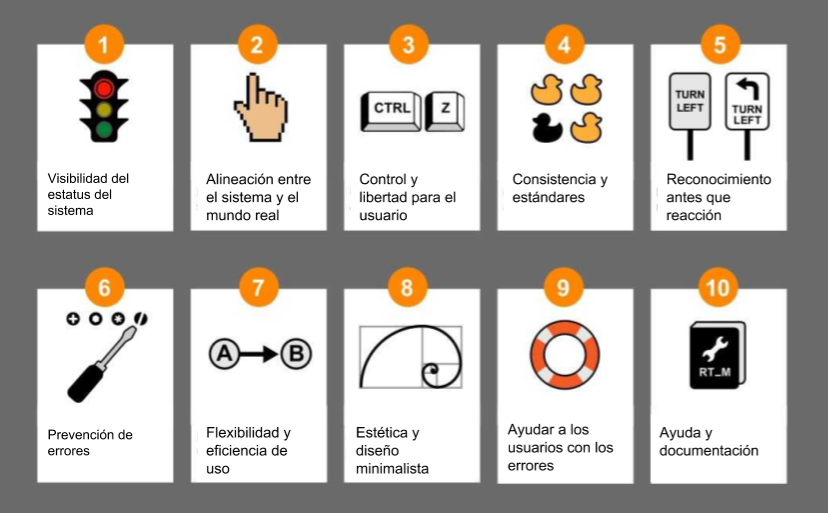 1
2
3
4
5
CTRL
Z
TURN
LEFT
TURN
LEFT
Visibilidad del
estatus del
sistema
Alineación entre
el sistema y el
mundo real
Control y
libertad para el
usuario
Consistencia y
estándares
Reconocimiento
antes que
reacción
6
7
8
9
10
A
B
RT_M
Prevención de
errores
Flexibilidad y
eficiencia de
uso
Estética y
diseño
minimalista
Ayudar a los
usuarios con los
errores
Ayuda y
documentación